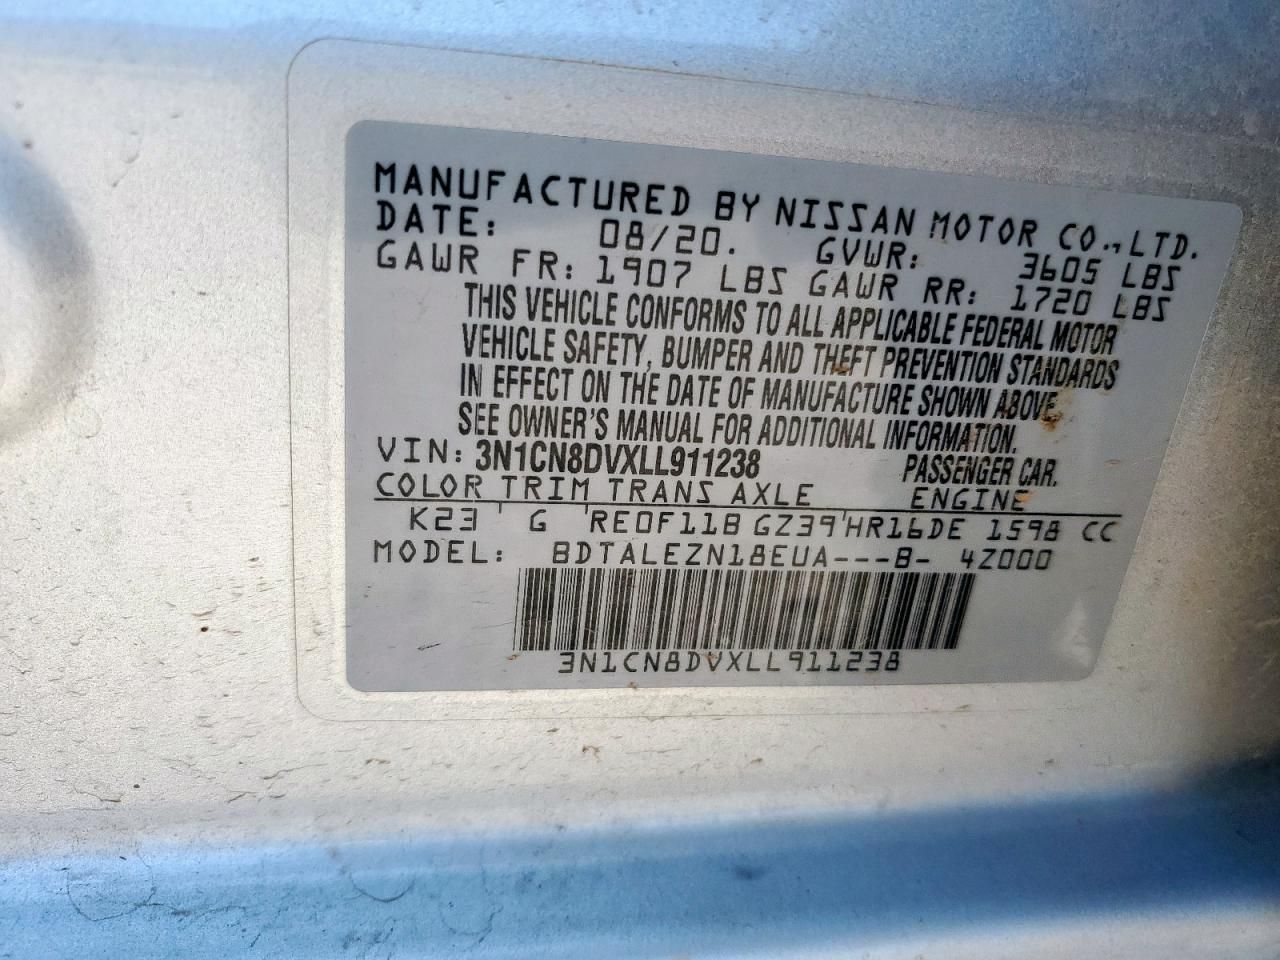 MANUFACTURED BY NISSAN MOTOR CO., LTD.
DATE: 08/20. GVWR: 3605 LBS
GAWR FR: 1907 LBS GAWR RR: 1720 LBS
THIS VEHICLE CONFORMS TO ALL APPLICABLE FEDERAL MOTOR
VEHICLE SAFETY, BUMPER AND THEFT PREVENTION STANDARDS
IN EFFECT ON THE DATE OF MANUFACTURE SHOWN ABOVE.
SEE OWNER'S MANUAL FOR ADDITIONAL INFORMATION.
VIN: 3N1CN8DVXLL911238 PASSENGER CAR.
COLOR TRIM TRANS AXLE ENGINE
K23 ' G ' RE0F11B GZ39 ' HR16DE 1598 CC
MODEL: BDTALEZN18EUA---B- 4Z000
3N1CN8DVXLL911238